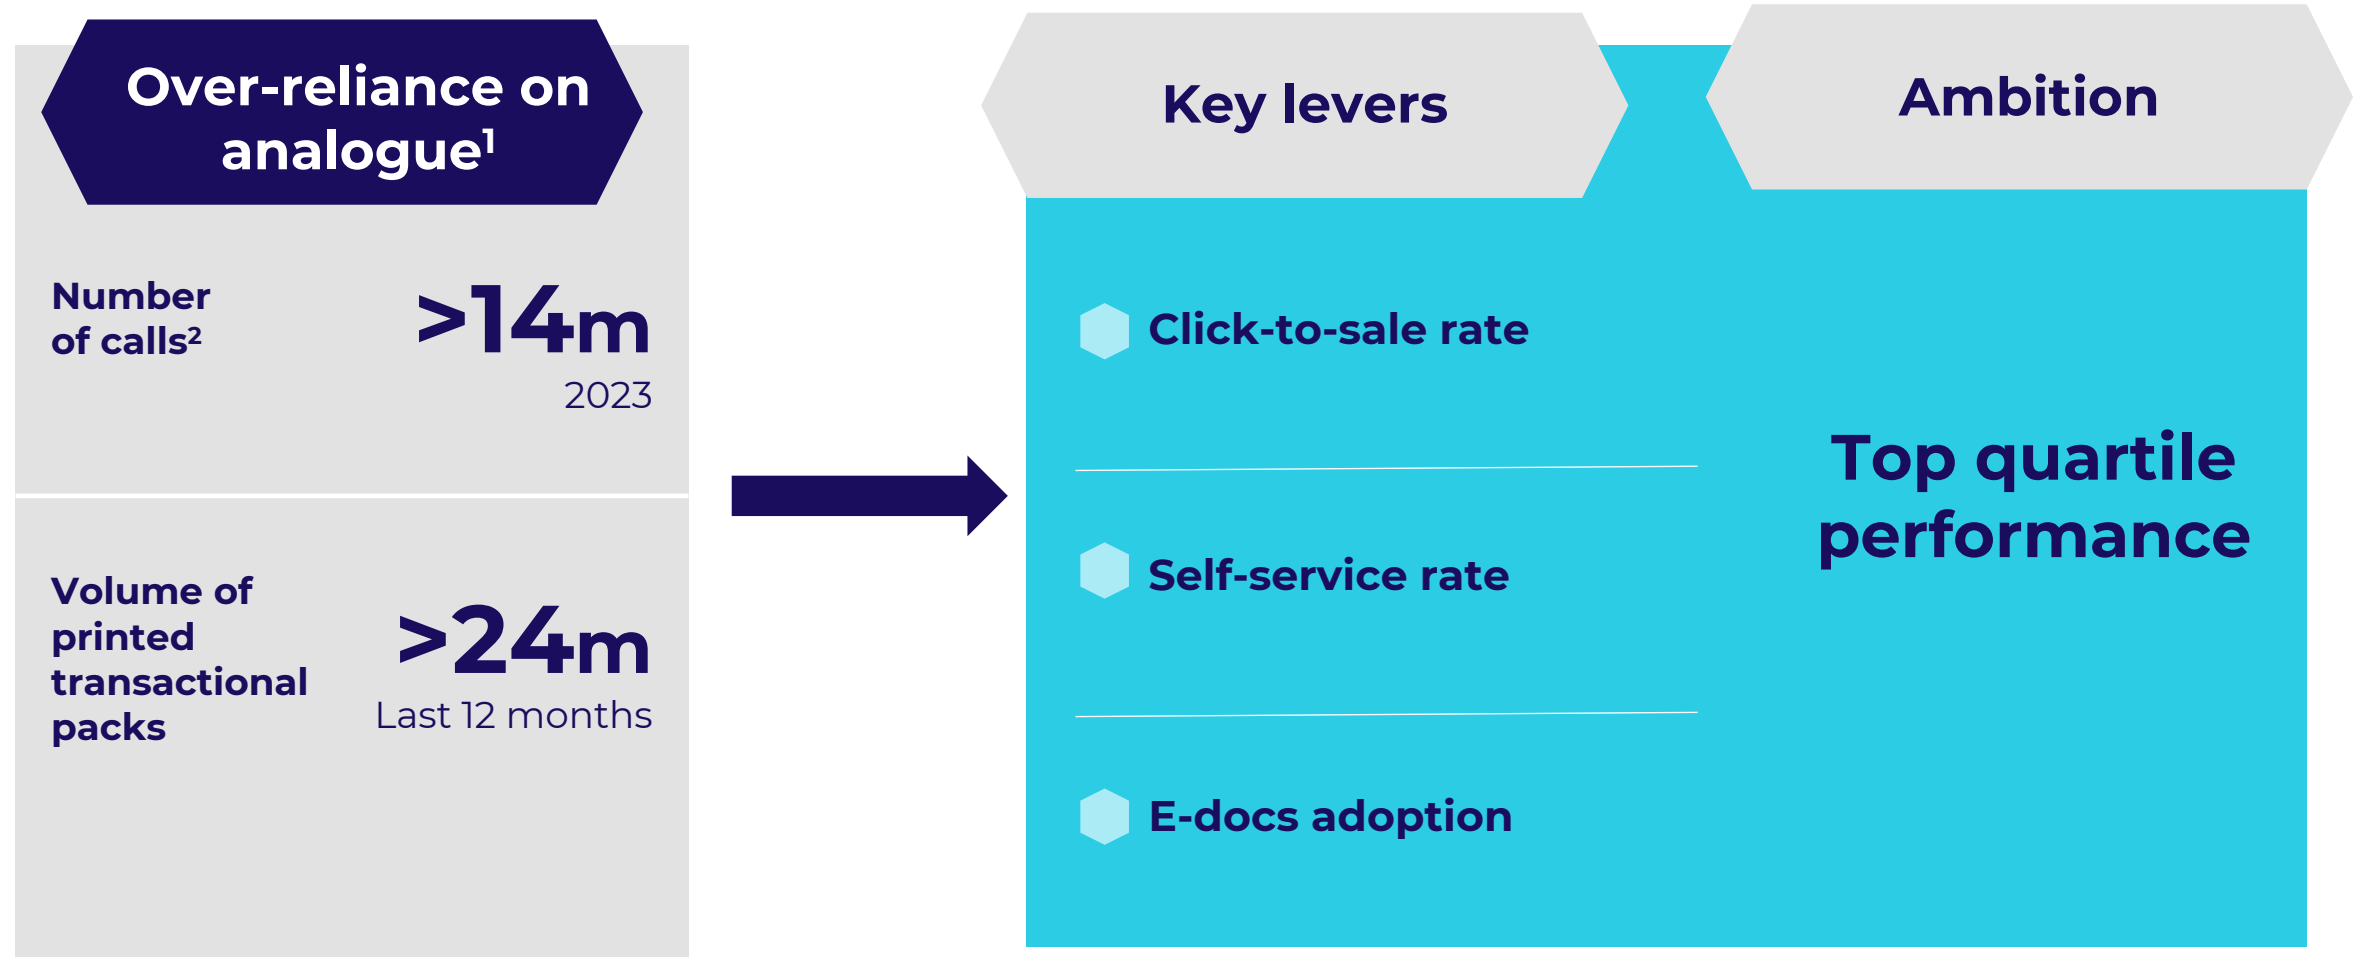 Over-reliance on
analogue¹
Number
of calls²
>14m
2023
Volume of
printed
transactional
packs
>24m
Last 12 months
Key levers
Click-to-sale rate
Self-service rate
E-docs adoption
Ambition
Top quartile
performance